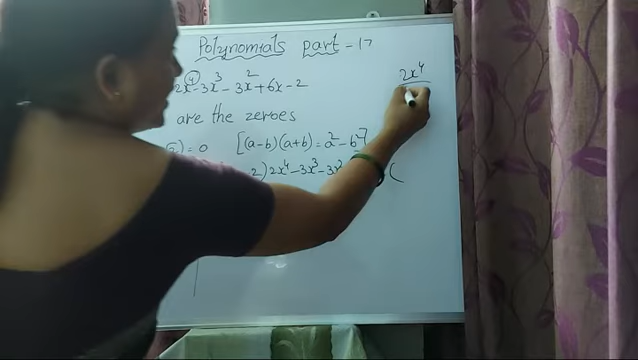 Polynomials part - 17
2x⁴-3x³-3x²+6x-2
are the zeroes
=0 [(a-b)(a+b)=a²-b²]
2)2x⁴-3x³-3x² (
2x⁴